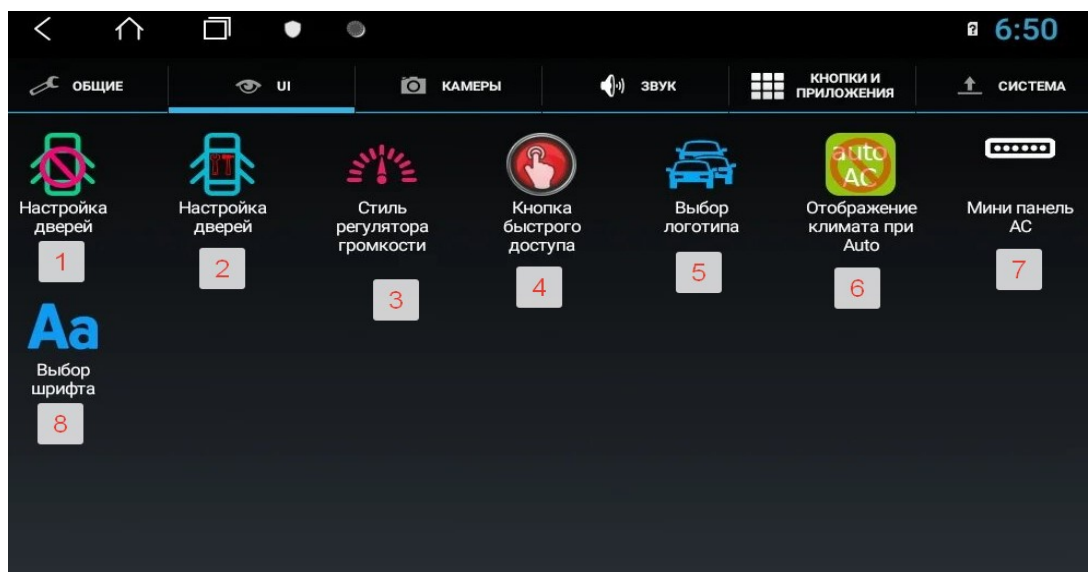 6:50
ОБЩИЕ
UI
КАМЕРЫ
ЗВУК
КНОПКИ И
ПРИЛОЖЕНИЯ
СИСТЕМА
auto
AC
Настройка
дверей
1
Настройка
дверей
2
Стиль
регулятора
громкости
3
Кнопка
быстрого
доступа
4
Выбор
логотипа
5
Отображение
климата при
Auto
6
Мини панель
AC
7
Aa
Выбор
шрифта
8